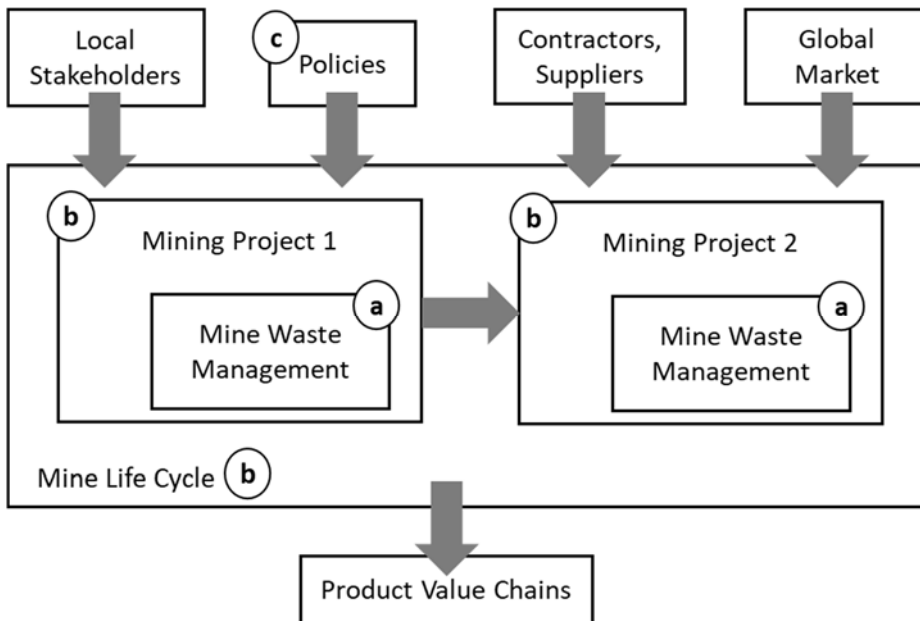 Local
Stakeholders
c
Policies
Contractors,
Suppliers
Global
Market
b
Mining Project 1
a
Mine Waste
Management
b
Mining Project 2
a
Mine Waste
Management
Mine Life Cycle b
Product Value Chains